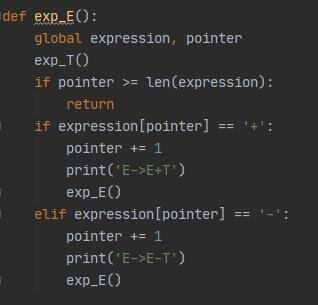 def exp_E():
    global expression, pointer
    exp_T()
    if pointer >= len(expression):
        return
    if expression[pointer] == '+':
        pointer += 1
        print('E->E+T')
        exp_E()
    elif expression[pointer] == '-':
        pointer += 1
        print('E->E-T')
        exp_E()